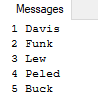 Messages
1 Davis
2 Funk
3 Lew
4 Peled
5 Buck